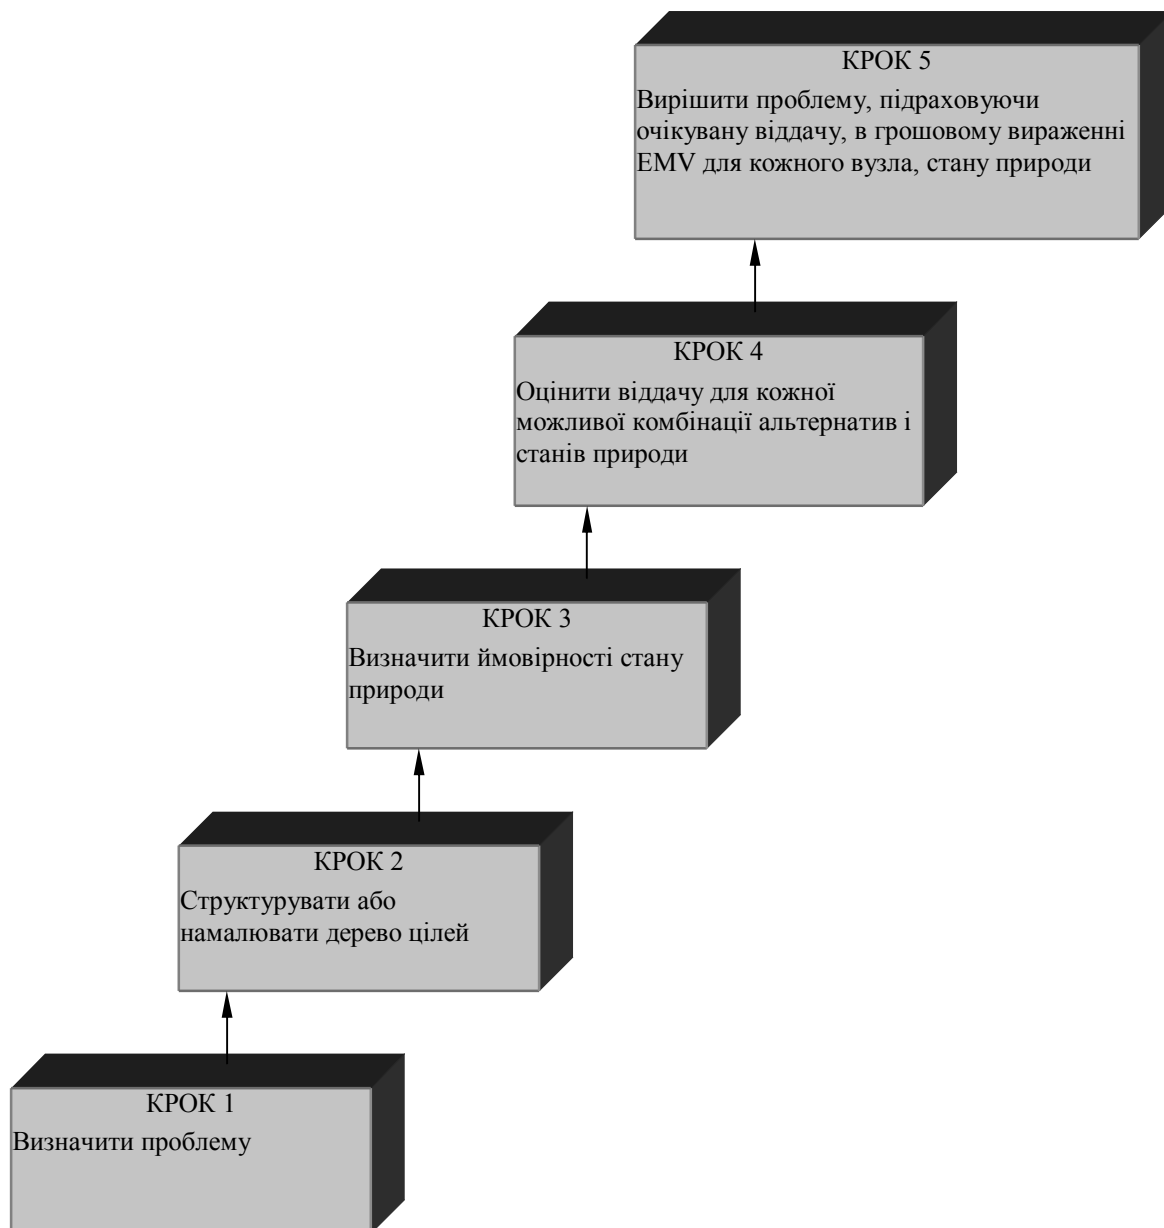 КРОК 5
Вирішити проблему, підраховуючи
очікувану віддачу, в грошовому вираженні
EMV для кожного вузла, стану природи
КРОК 4
Оцінити віддачу для кожної
можливої комбінації альтернатив і
станів природи
КРОК 3
Визначити ймовірності стану
природи
КРОК 2
Структурувати або
намалювати дерево цілей
КРОК 1
Визначити проблему